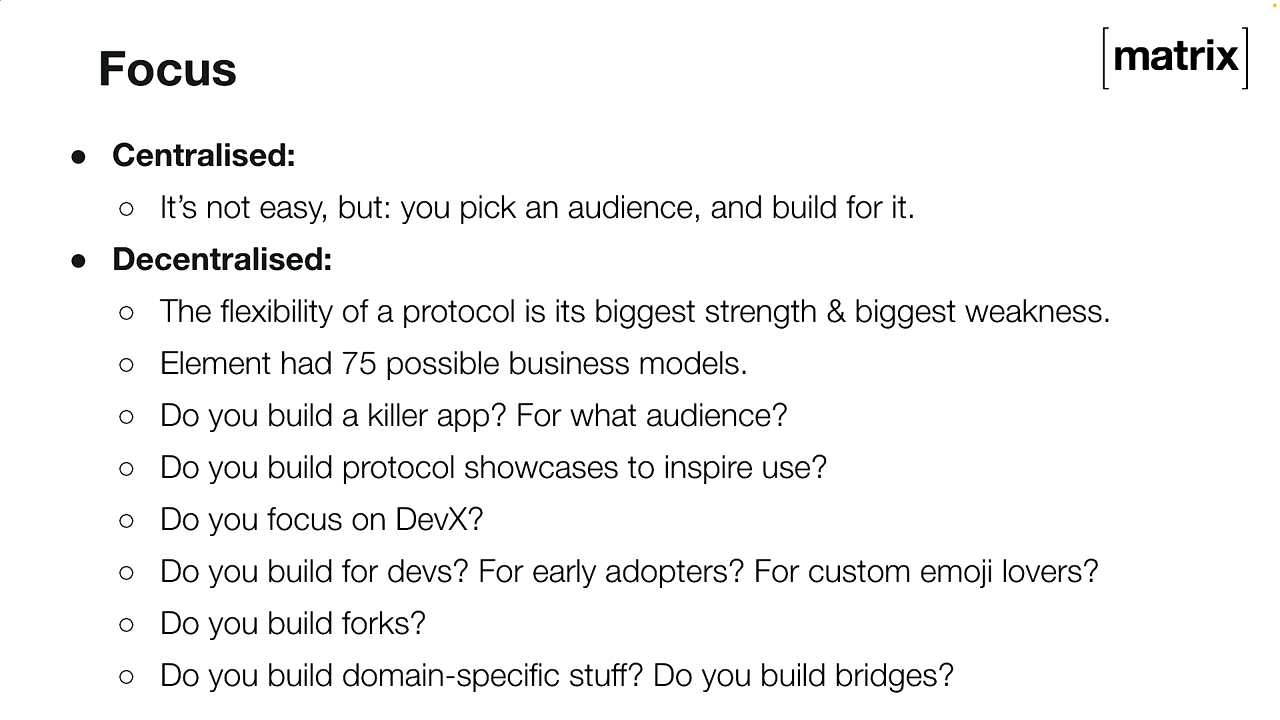 Focus
[matrix]
● Centralised:
○ It’s not easy, but: you pick an audience, and build for it.
● Decentralised:
○ The flexibility of a protocol is its biggest strength & biggest weakness.
○ Element had 75 possible business models.
○ Do you build a killer app? For what audience?
○ Do you build protocol showcases to inspire use?
○ Do you focus on DevX?
○ Do you build for devs? For early adopters? For custom emoji lovers?
○ Do you build forks?
○ Do you build domain-specific stuff? Do you build bridges?